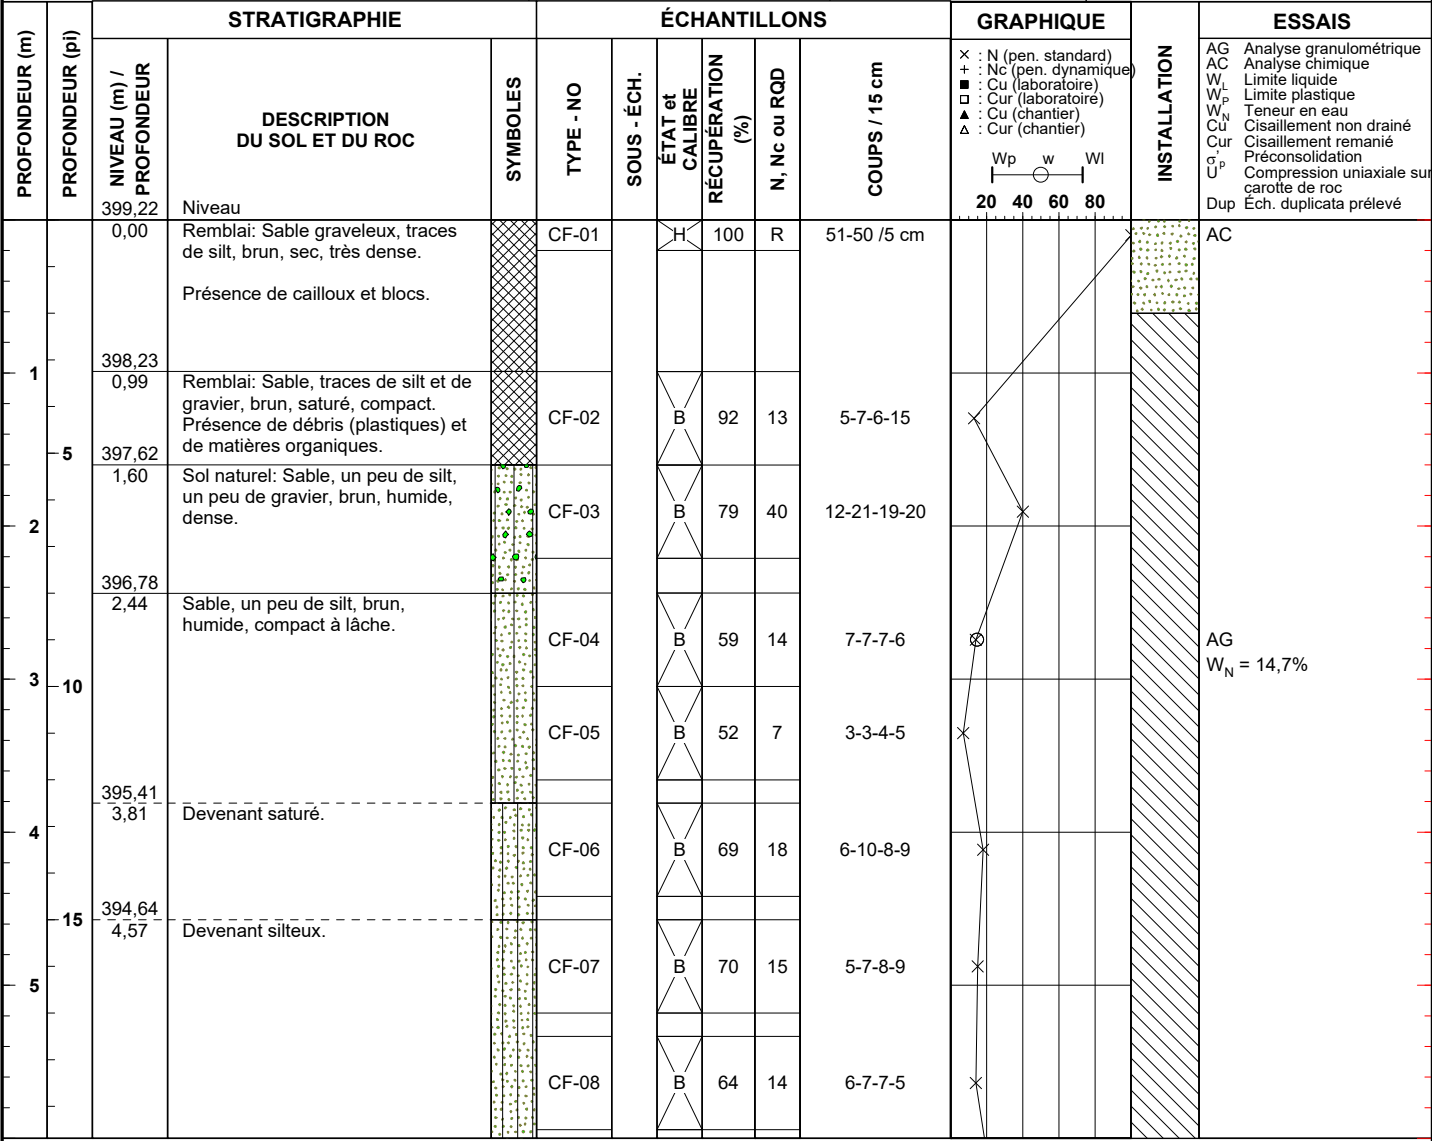 PROFONDEUR (m)
PROFONDEUR (pi)
STRATIGRAPHIE
ÉCHANTILLONS
GRAPHIQUE
INSTALLATION
ESSAIS
NIVEAU (m) /
PROFONDEUR
DESCRIPTION
DU SOL ET DU ROC
SYMBOLES
TYPE - NO
SOUS - ÉCH.
ÉTAT et
CALIBRE
RÉCUPÉRATION
(%)
N, Nc ou RQD
COUPS / 15 cm
× : N (pen. standard)
+ : Nc (pen. dynamique)
■ : Cu (laboratoire)
□ : Cur (laboratoire)
▲ : Cu (chantier)
△ : Cur (chantier)
Wp w Wl
20 40 60 80
AG Analyse granulométrique
AC Analyse chimique
W_L Limite liquide
W_P Limite plastique
W_N Teneur en eau
Cu Cisaillement non drainé
Cur Cisaillement remanié
σ'_p Préconsolidation
U Compression uniaxiale sur
carotte de roc
Dup Éch. duplicata prélevé
399,22 Niveau
0,00 Remblai: Sable graveleux, traces
de silt, brun, sec, très dense.
Présence de cailloux et blocs.
CF-01 H 100 R 51-50 /5 cm AC
398,23
1
0,99 Remblai: Sable, traces de silt et de
gravier, brun, saturé, compact.
Présence de débris (plastiques) et
de matières organiques.
CF-02 B 92 13 5-7-6-15
397,62
5
1,60 Sol naturel: Sable, un peu de silt,
un peu de gravier, brun, humide,
dense.
CF-03 B 79 40 12-21-19-20
2
396,78
2,44 Sable, un peu de silt, brun,
humide, compact à lâche.
CF-04 B 59 14 7-7-7-6 AG
W_N = 14,7%
3
10
CF-05 B 52 7 3-3-4-5
395,41
3,81 Devenant saturé.
4
CF-06 B 69 18 6-10-8-9
394,64
15
4,57 Devenant silteux.
CF-07 B 70 15 5-7-8-9
5
CF-08 B 64 14 6-7-7-5